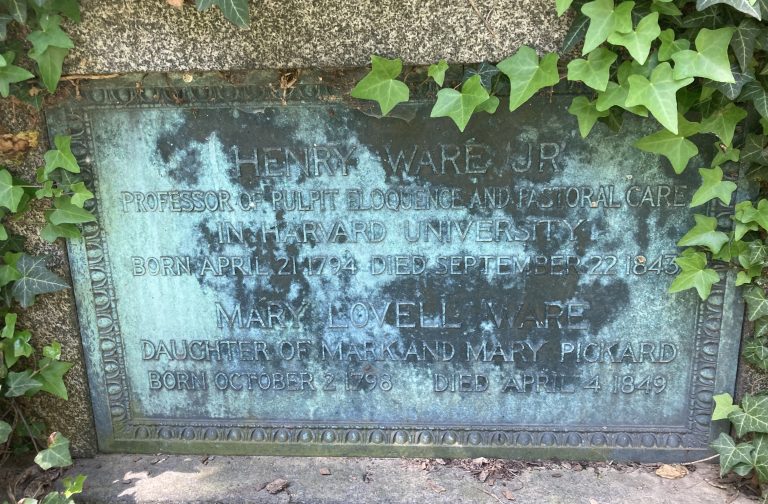 HENRY WARE JR
PROFESSOR OF PULPIT ELOQUENCE AND PASTORAL CARE
IN HARVARD UNIVERSITY
BORN APRIL 21 1794 DIED SEPTEMBER 22 1843
MARY LOVELL WARE
DAUGHTER OF MARK AND MARY PICKARD
BORN OCTOBER 2 1798 DIED APRIL 4 1849